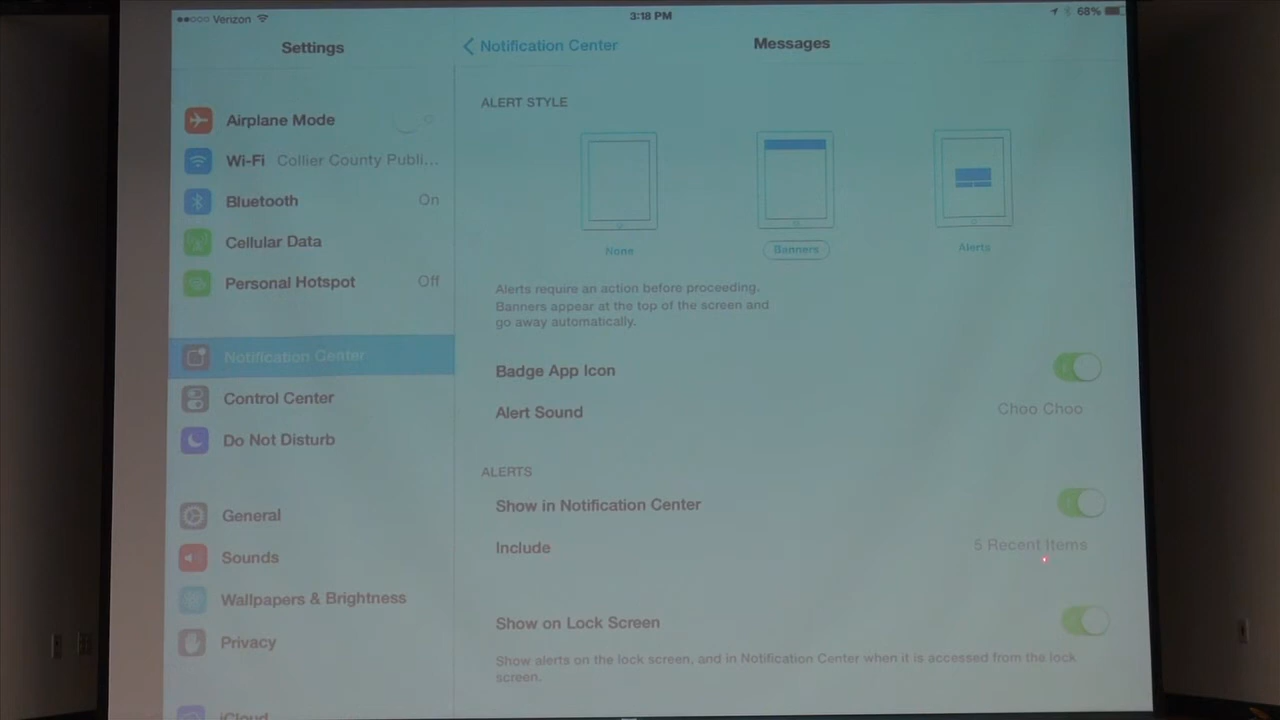 Verizon
3:18 PM
68%
Settings
Notification Center
Messages
Airplane Mode
Wi-Fi Collier County Publi...
Bluetooth On
Cellular Data
Personal Hotspot Off
Notification Center
Control Center
Do Not Disturb
General
Sounds
Wallpapers & Brightness
Privacy
iCloud
ALERT STYLE
None
Banners
Alerts
Alerts require an action before proceeding.
Banners appear at the top of the screen and
go away automatically.
Badge App Icon
Alert Sound Choo Choo
ALERTS
Show in Notification Center
Include 5 Recent Items
Show on Lock Screen
Show alerts on the lock screen, and in Notification Center when it is accessed from the lock
screen.